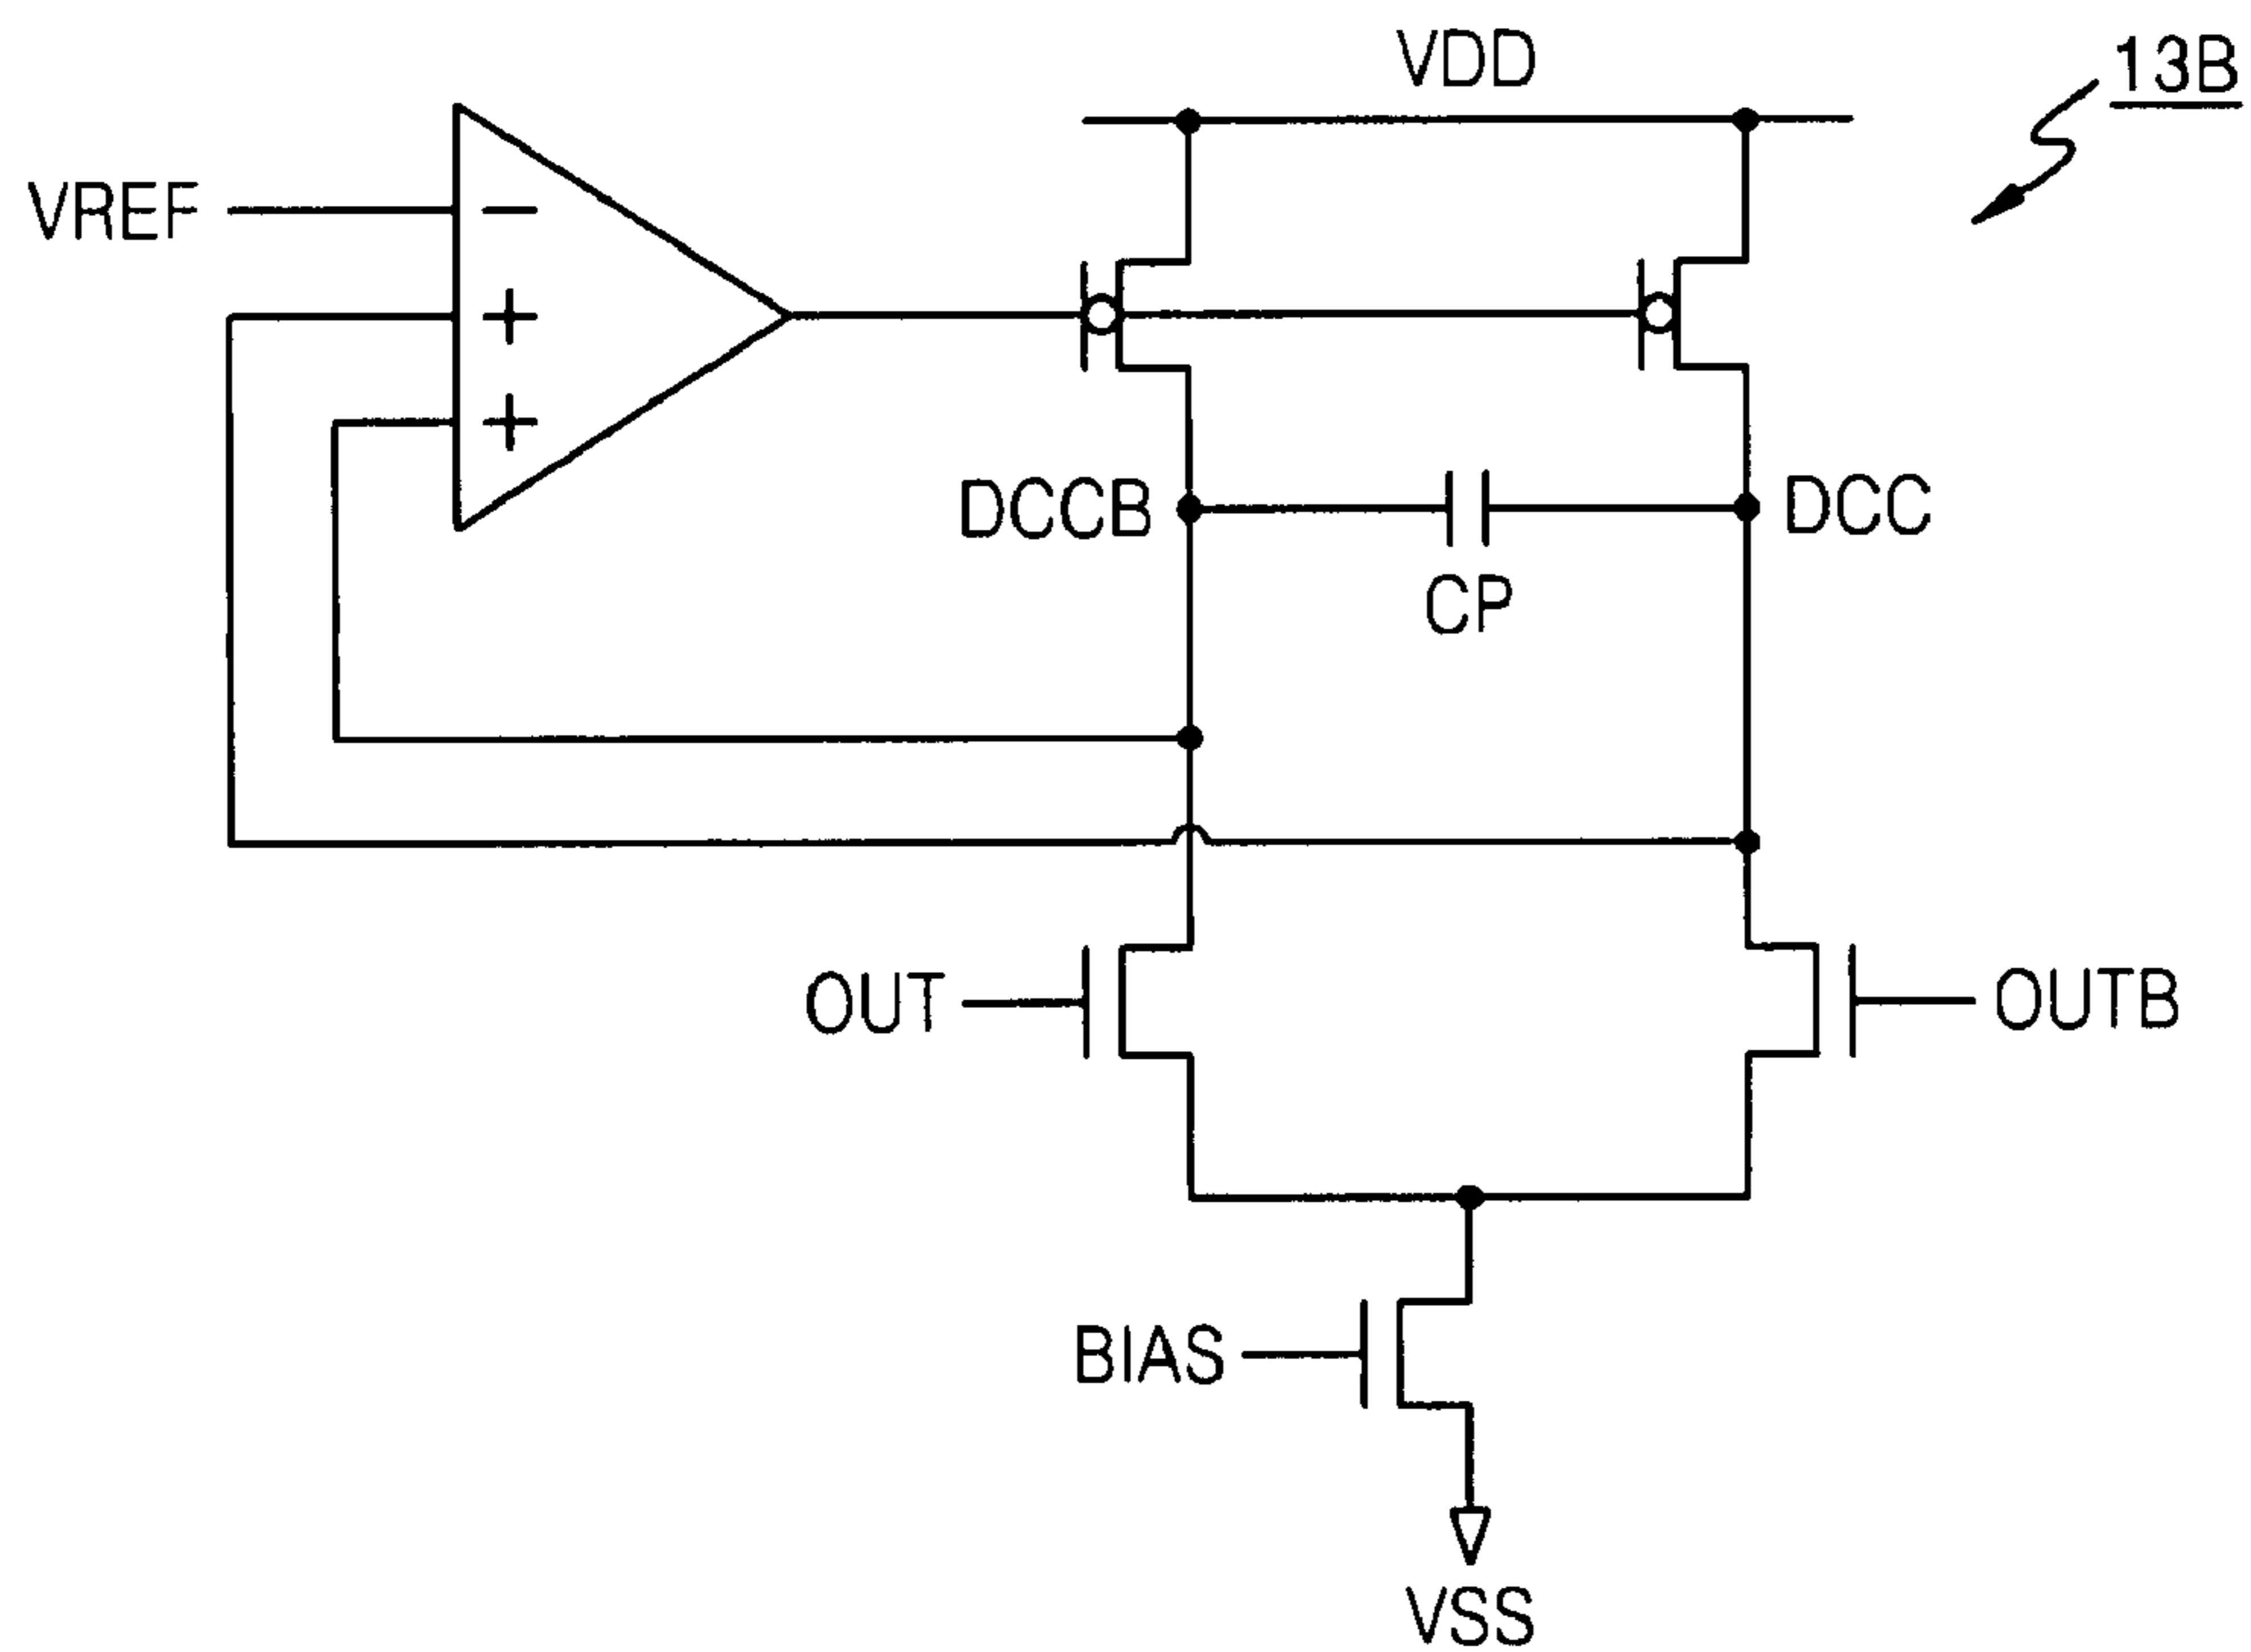 VDD
13B
VREF
−
+
+
DCCB
DCC
CP
OUT
OUTB
BIAS
VSS